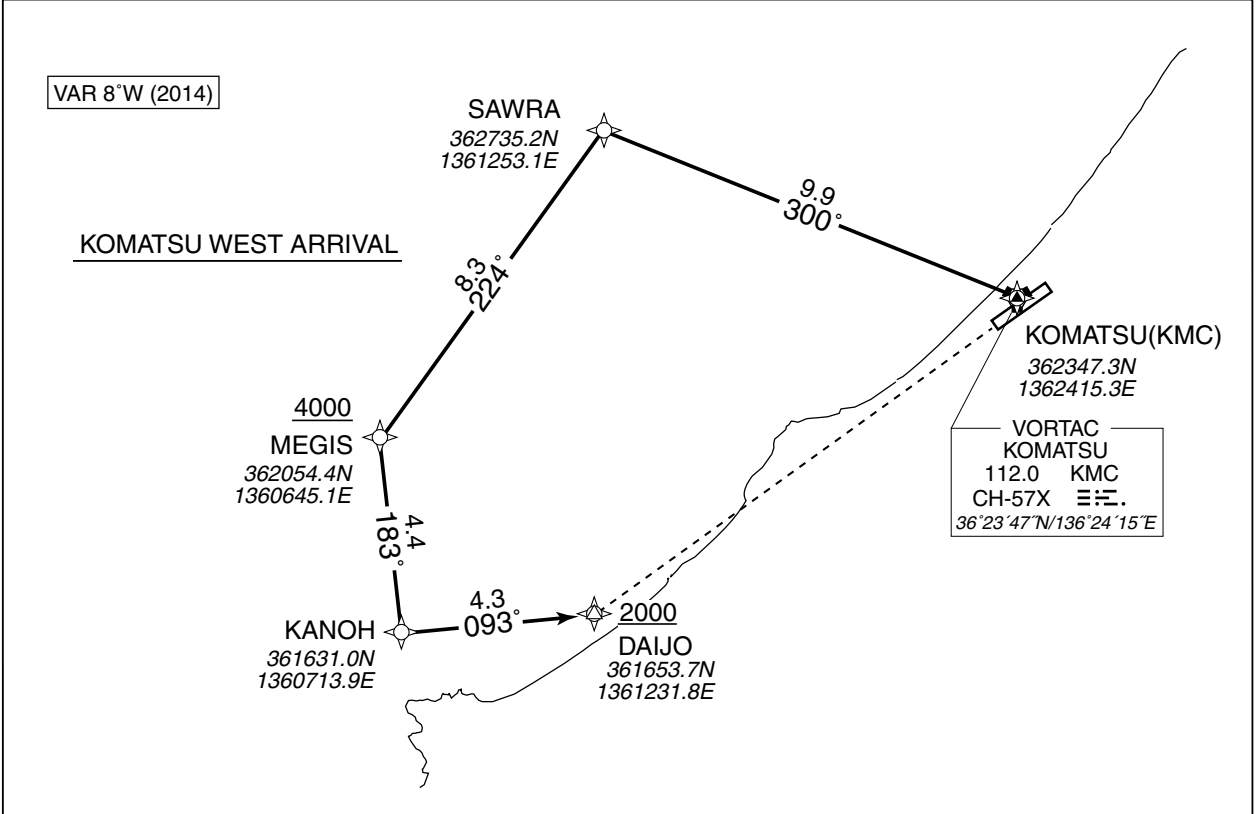 VAR 8°W (2014)
SAWRA
362735.2N
1361253.1E
9.9
300°
KOMATSU WEST ARRIVAL
8.3
224°
KOMATSU(KMC)
362347.3N
1362415.3E
VORTAC
KOMATSU
112.0 KMC
CH-57X
36°23´47˝N/136°24´15˝E
4000
MEGIS
362054.4N
1360645.1E
4.4
183°
KANOH
361631.0N
1360713.9E
4.3
093°
2000
DAIJO
361653.7N
1361231.8E